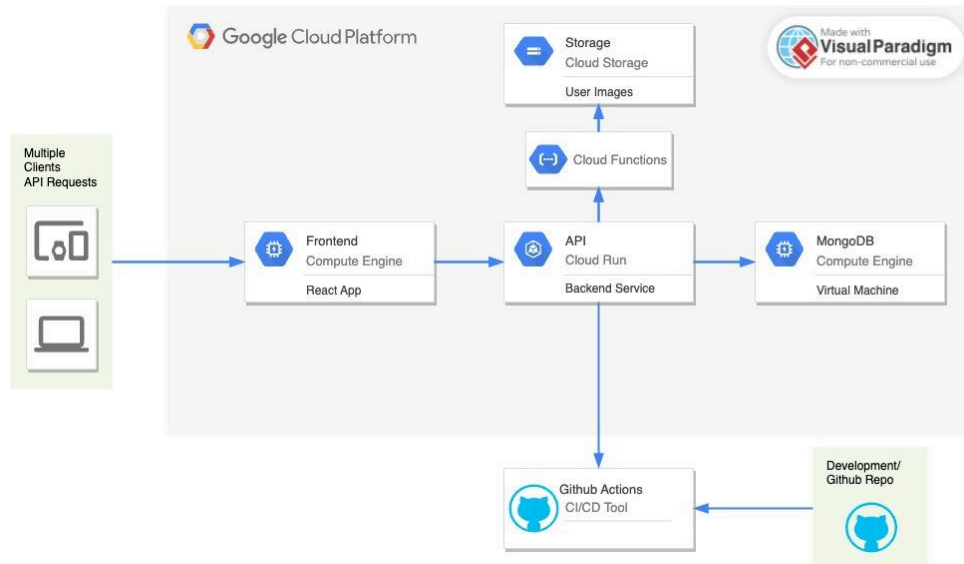 Google Cloud Platform
Storage
Cloud Storage
User Images
Made with
Visual Paradigm
For non-commercial use
Cloud Functions
Multiple
Clients
API Requests
Frontend
Compute Engine
React App
API
Cloud Run
Backend Service
MongoDB
Compute Engine
Virtual Machine
Github Actions
CI/CD Tool
Development/
Github Repo